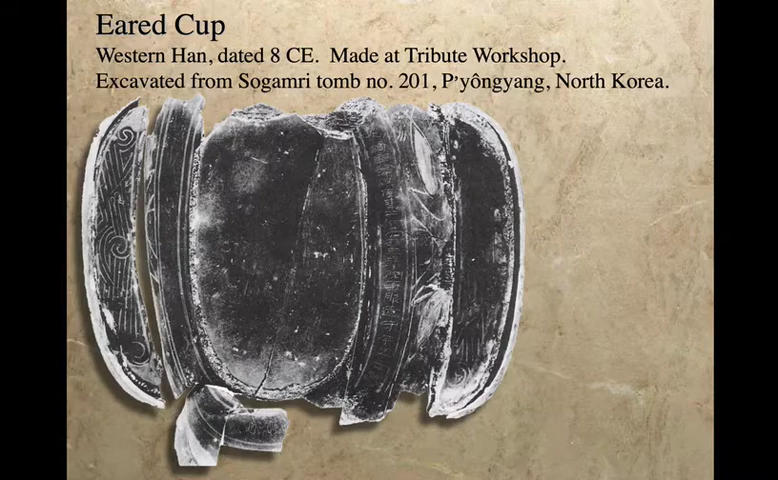 Eared Cup
Western Han, dated 8 CE.  Made at Tribute Workshop.
Excavated from Sogamri tomb no. 201, P’yôngyang, North Korea.